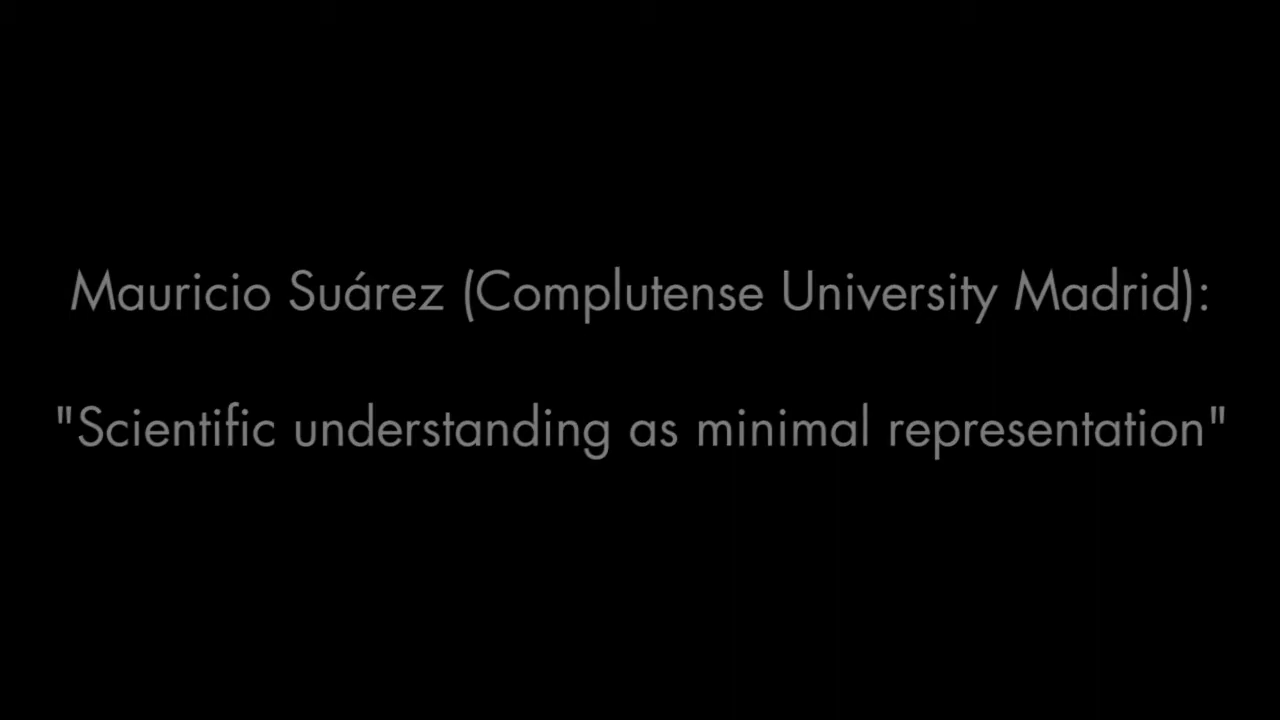 Mauricio Suárez (Complutense University Madrid):
"Scientific understanding as minimal representation"